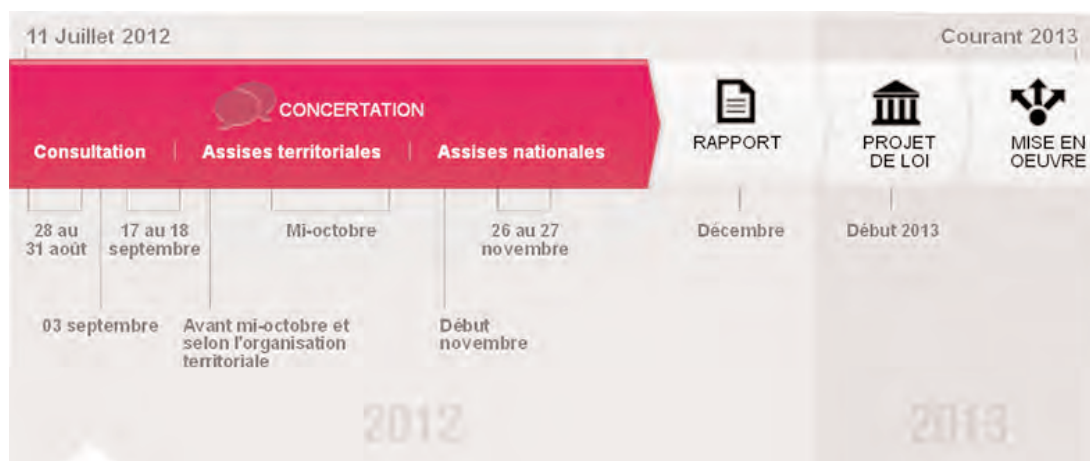 11 Juillet 2012
Courant 2013
CONCERTATION
Consultation
Assises territoriales
Assises nationales
RAPPORT
PROJET
DE LOI
MISE EN
OEUVRE
28 au
31 août
17 au 18
septembre
Mi-octobre
26 au 27
novembre
Décembre
Début 2013
03 septembre
Avant mi-octobre et
selon l'organisation
territoriale
Début
novembre
2012
2013